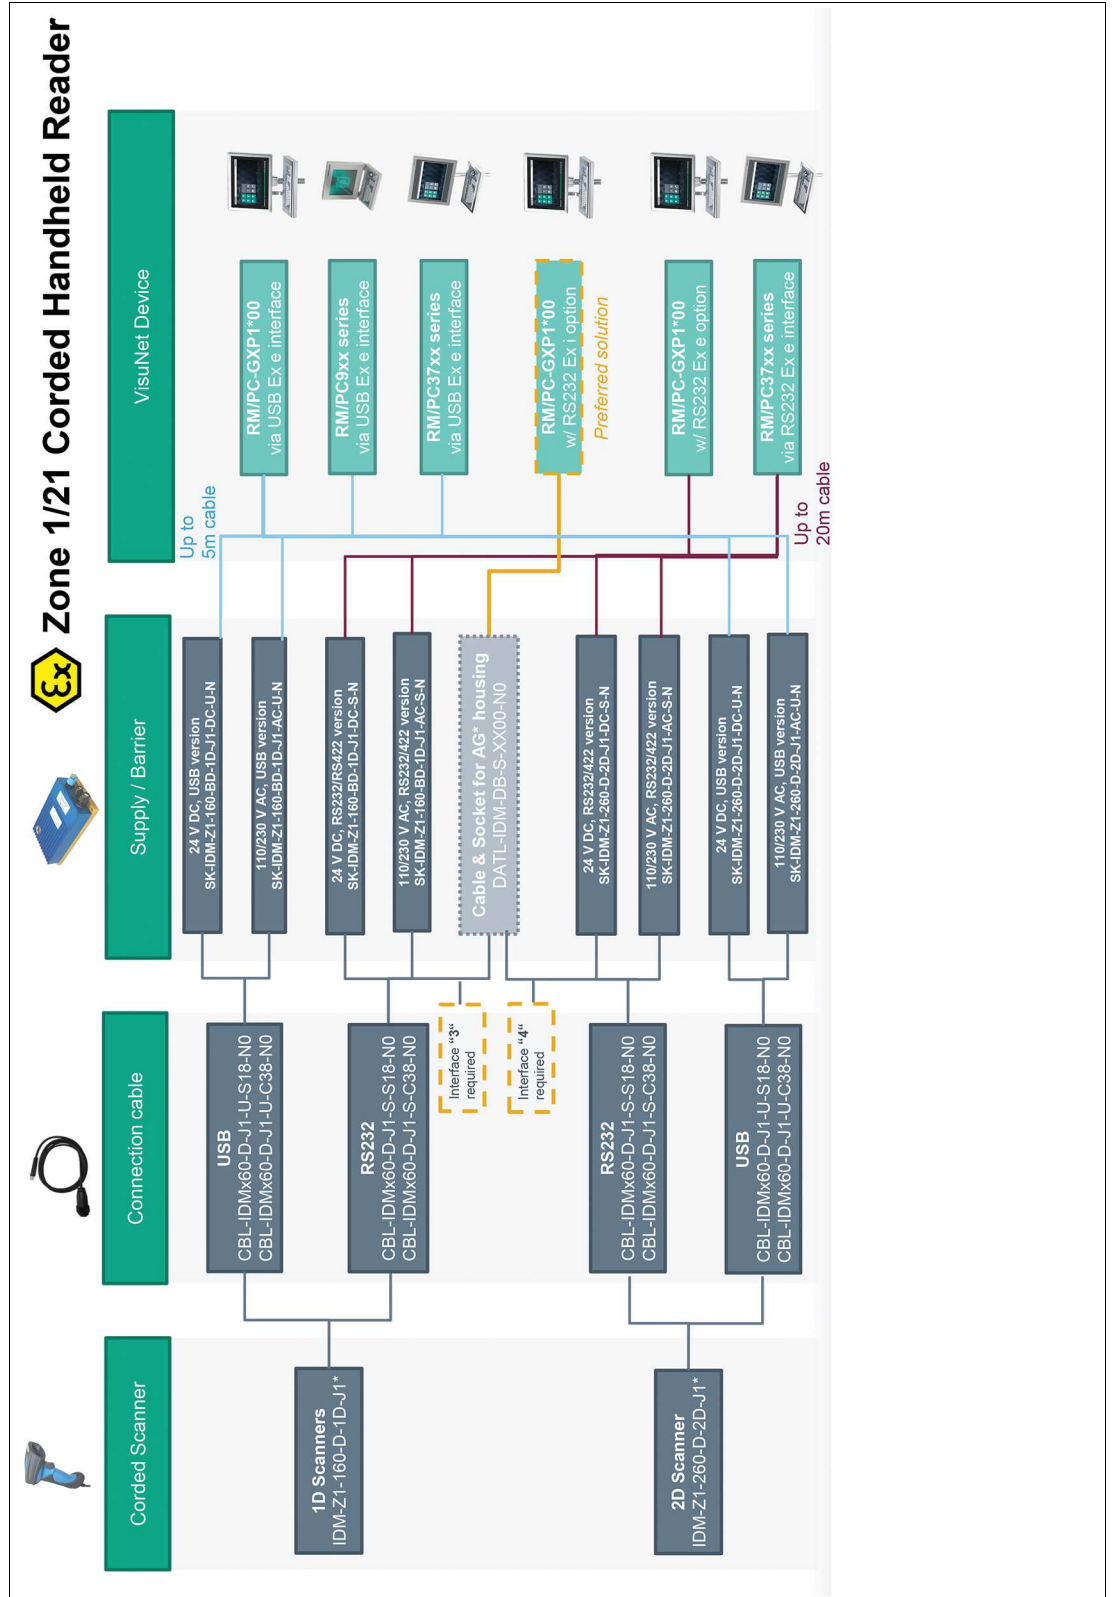 Zone 1/21 Corded Handheld Reader
Corded Scanner
Connection cable
Supply / Barrier
VisuNet Device
1D Scanners
IDM-Z1-160-D-1D-J1*
2D Scanner
IDM-Z1-260-D-2D-J1*
USB
CBL-IDMx60-D-J1-U-S18-N0
CBL-IDMx60-D-J1-U-C38-N0
RS232
CBL-IDMx60-D-J1-S-S18-N0
CBL-IDMx60-D-J1-S-C38-N0
Interface “3“
required
Interface “4“
required
RS232
CBL-IDMx60-D-J1-S-S18-N0
CBL-IDMx60-D-J1-S-C38-N0
USB
CBL-IDMx60-D-J1-U-S18-N0
CBL-IDMx60-D-J1-U-C38-N0
24 V DC, USB version
SK-IDM-Z1-160-BD-1D-J1-DC-U-N
110/230 V AC, USB version
SK-IDM-Z1-160-BD-1D-J1-AC-U-N
24 V DC, RS232/RS422 version
SK-IDM-Z1-160-BD-1D-J1-DC-S-N
110/230 V AC, RS232/422 version
SK-IDM-Z1-160-BD-1D-J1-AC-S-N
Cable & Socket for AG* housing
DATL-IDM-DB-S-XX00-N0
24 V DC, RS232/422 version
SK-IDM-Z1-260-D-2D-J1-DC-S-N
110/230 V AC, RS232/422 version
SK-IDM-Z1-260-D-2D-J1-AC-S-N
24 V DC, USB version
SK-IDM-Z1-260-D-2D-J1-DC-U-N
110/230 V AC, USB version
SK-IDM-Z1-260-D-2D-J1-AC-U-N
Up to
5m cable
RM/PC-GXP1*00
via USB Ex e interface
RM/PC9xx series
via USB Ex e interface
RM/PC37xx series
via USB Ex e interface
RM/PC-GXP1*00
w/ RS232 Ex i option
Preferred solution
RM/PC-GXP1*00
w/ RS232 Ex e option
RM/PC37xx series
via RS232 Ex e interface
Up to
20m cable